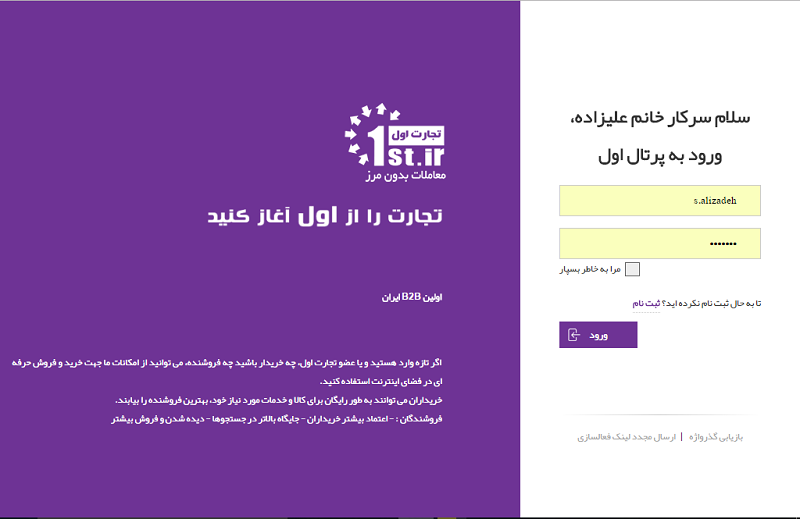 سلام سرکار خانم علیزاده،
ورود به پرتال اول
s.alizadeh
•••••••
مرا به خاطر بسپار
تا به حال ثبت نام نکرده اید؟ ثبت نام
ورود
بازیابی گذرواژه | ارسال مجدد لینک فعالسازی
تجارت اول
1st.ir
معاملات بدون مرز
تجارت را از اول آغاز کنید
اولین B2B ایران
اگر تازه وارد هستید و یا عضو تجارت اول، چه خریدار باشید چه فروشنده، می توانید از امکانات ما جهت خرید و فروش حرفه
ای در فضای اینترنت استفاده کنید.
خریداران می توانند به طور رایگان برای کالا و خدمات مورد نیاز خود، بهترین فروشنده را بیابند.
فروشندگان : - اعتماد بیشتر خریداران - جایگاه بالاتر در جستجوها - دیده شدن و فروش بیشتر